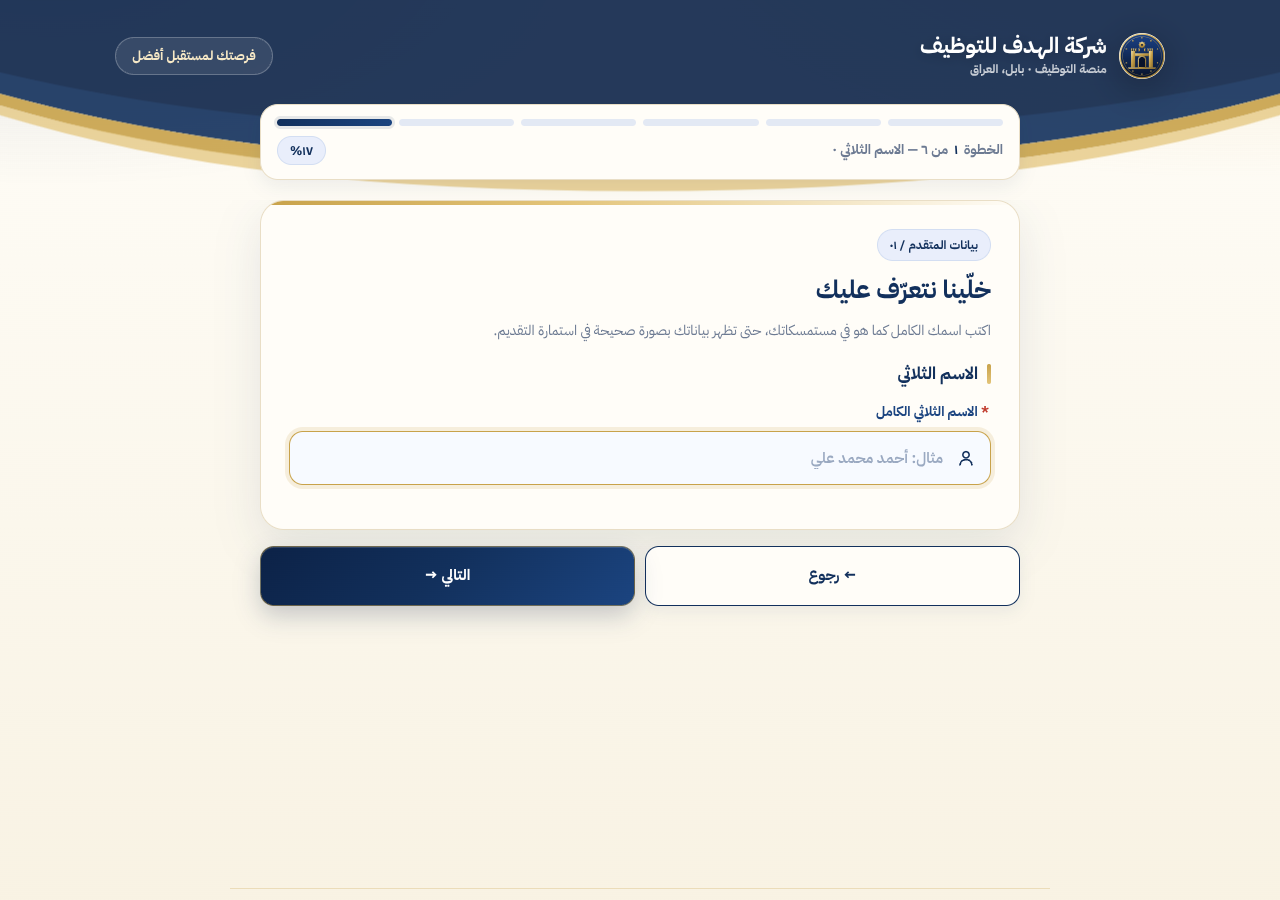 شركة الهدف للتوظيف
منصة التوظيف · بابل، العراق
فرصتك لمستقبل أفضل
الخطوة ١ من ٦ — الاسم الثلاثي ·
١٧%
بيانات المتقدم / ٠١
خلّينا نتعرّف عليك
اكتب اسمك الكامل كما هو في مستمسكاتك، حتى تظهر بياناتك بصورة صحيحة في استمارة التقديم.
الاسم الثلاثي
* الاسم الثلاثي الكامل
مثال: أحمد محمد علي
← رجوع
التالي →